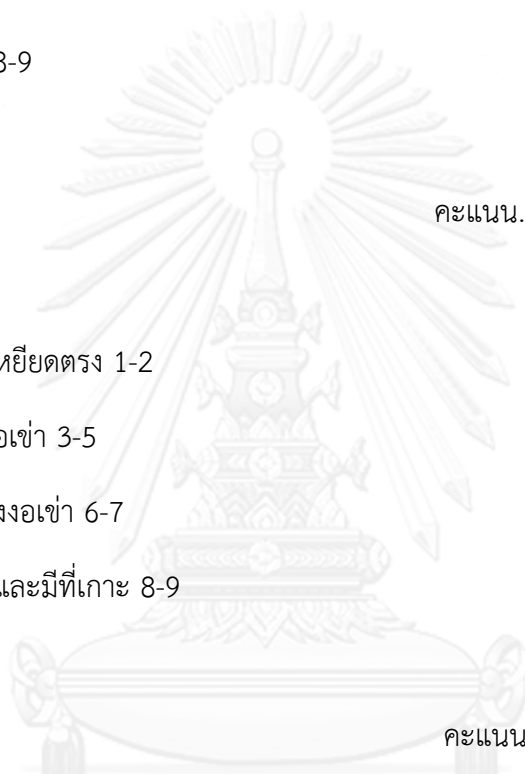 8-9
คะแนน.
หยียดตรง 1-2
อเข่า 3-5
งงอเข่า 6-7
และมีที่เกาะ 8-9
คะแนน